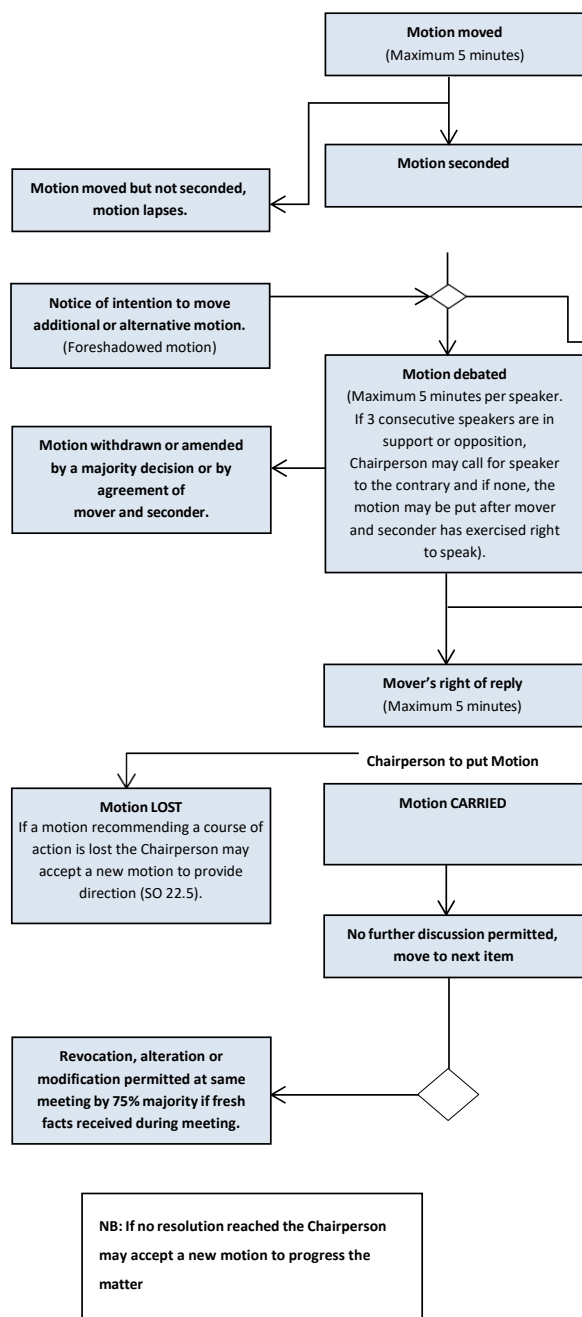 Motion moved
(Maximum 5 minutes)
Motion seconded
Motion moved but not seconded,
motion lapses.
Notice of intention to move
additional or alternative motion.
(Foreshadowed motion)
Motion debated
(Maximum 5 minutes per speaker.
If 3 consecutive speakers are in
support or opposition,
Chairperson may call for speaker
to the contrary and if none, the
motion may be put after mover
and seconder has exercised right
to speak).
Motion withdrawn or amended
by a majority decision or by
agreement of
mover and seconder.
Mover’s right of reply
(Maximum 5 minutes)
Chairperson to put Motion
Motion LOST
If a motion recommending a course of
action is lost the Chairperson may
accept a new motion to provide
direction (SO 22.5).
Motion CARRIED
No further discussion permitted,
move to next item
Revocation, alteration or
modification permitted at same
meeting by 75% majority if fresh
facts received during meeting.
NB: If no resolution reached the Chairperson
may accept a new motion to progress the
matter